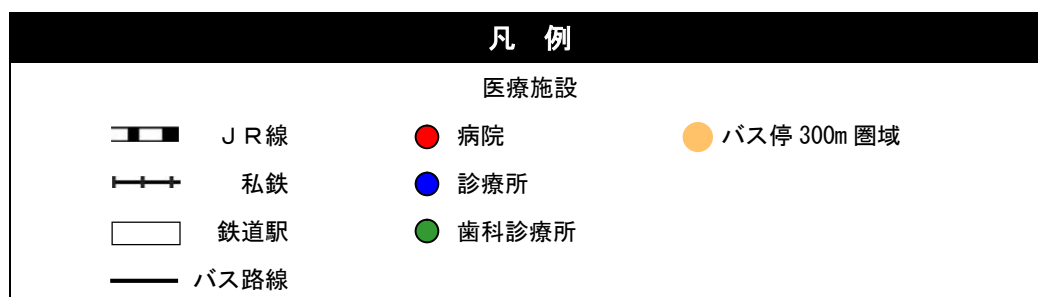 凡 例
医療施設
ＪＲ線
病院
バス停 300m 圏域
私鉄
診療所
鉄道駅
歯科診療所
バス路線